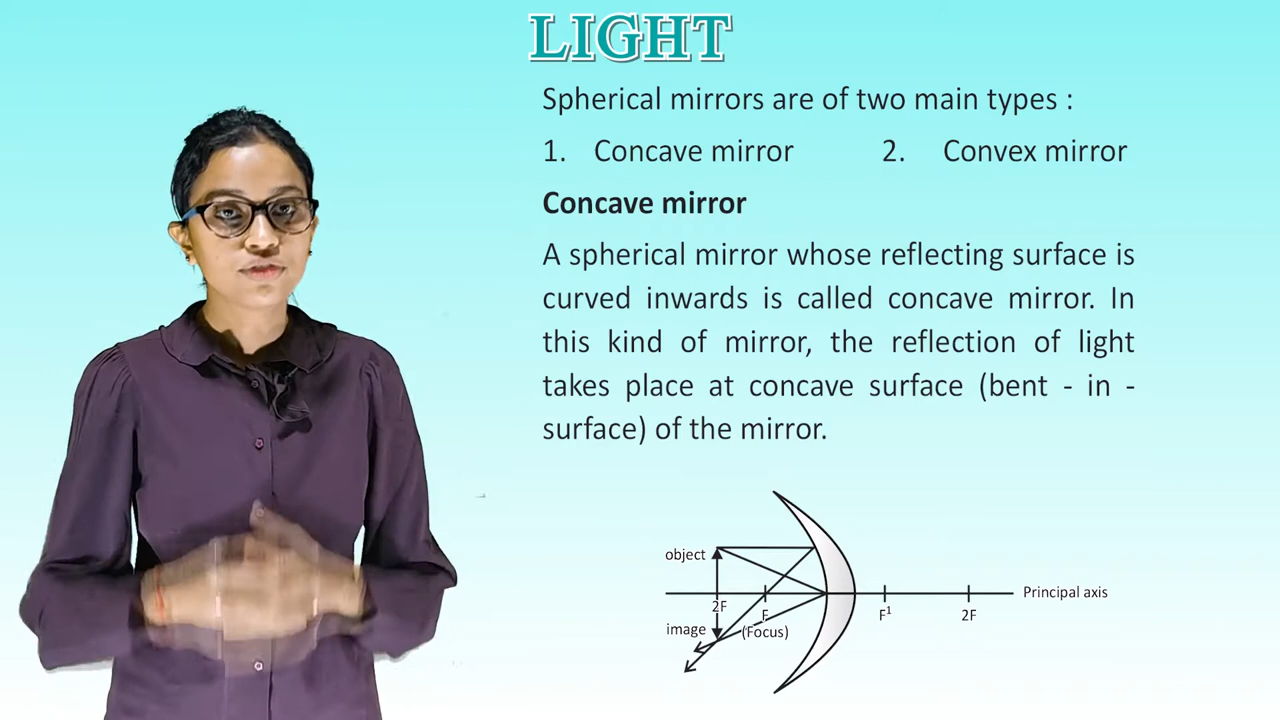 LIGHT
Spherical mirrors are of two main types :
1. Concave mirror 2. Convex mirror
Concave mirror
A spherical mirror whose reflecting surface is
curved inwards is called concave mirror. In
this kind of mirror, the reflection of light
takes place at concave surface (bent - in -
surface) of the mirror.
object
Principal axis
2F
F
F¹
2F
image
(Focus)